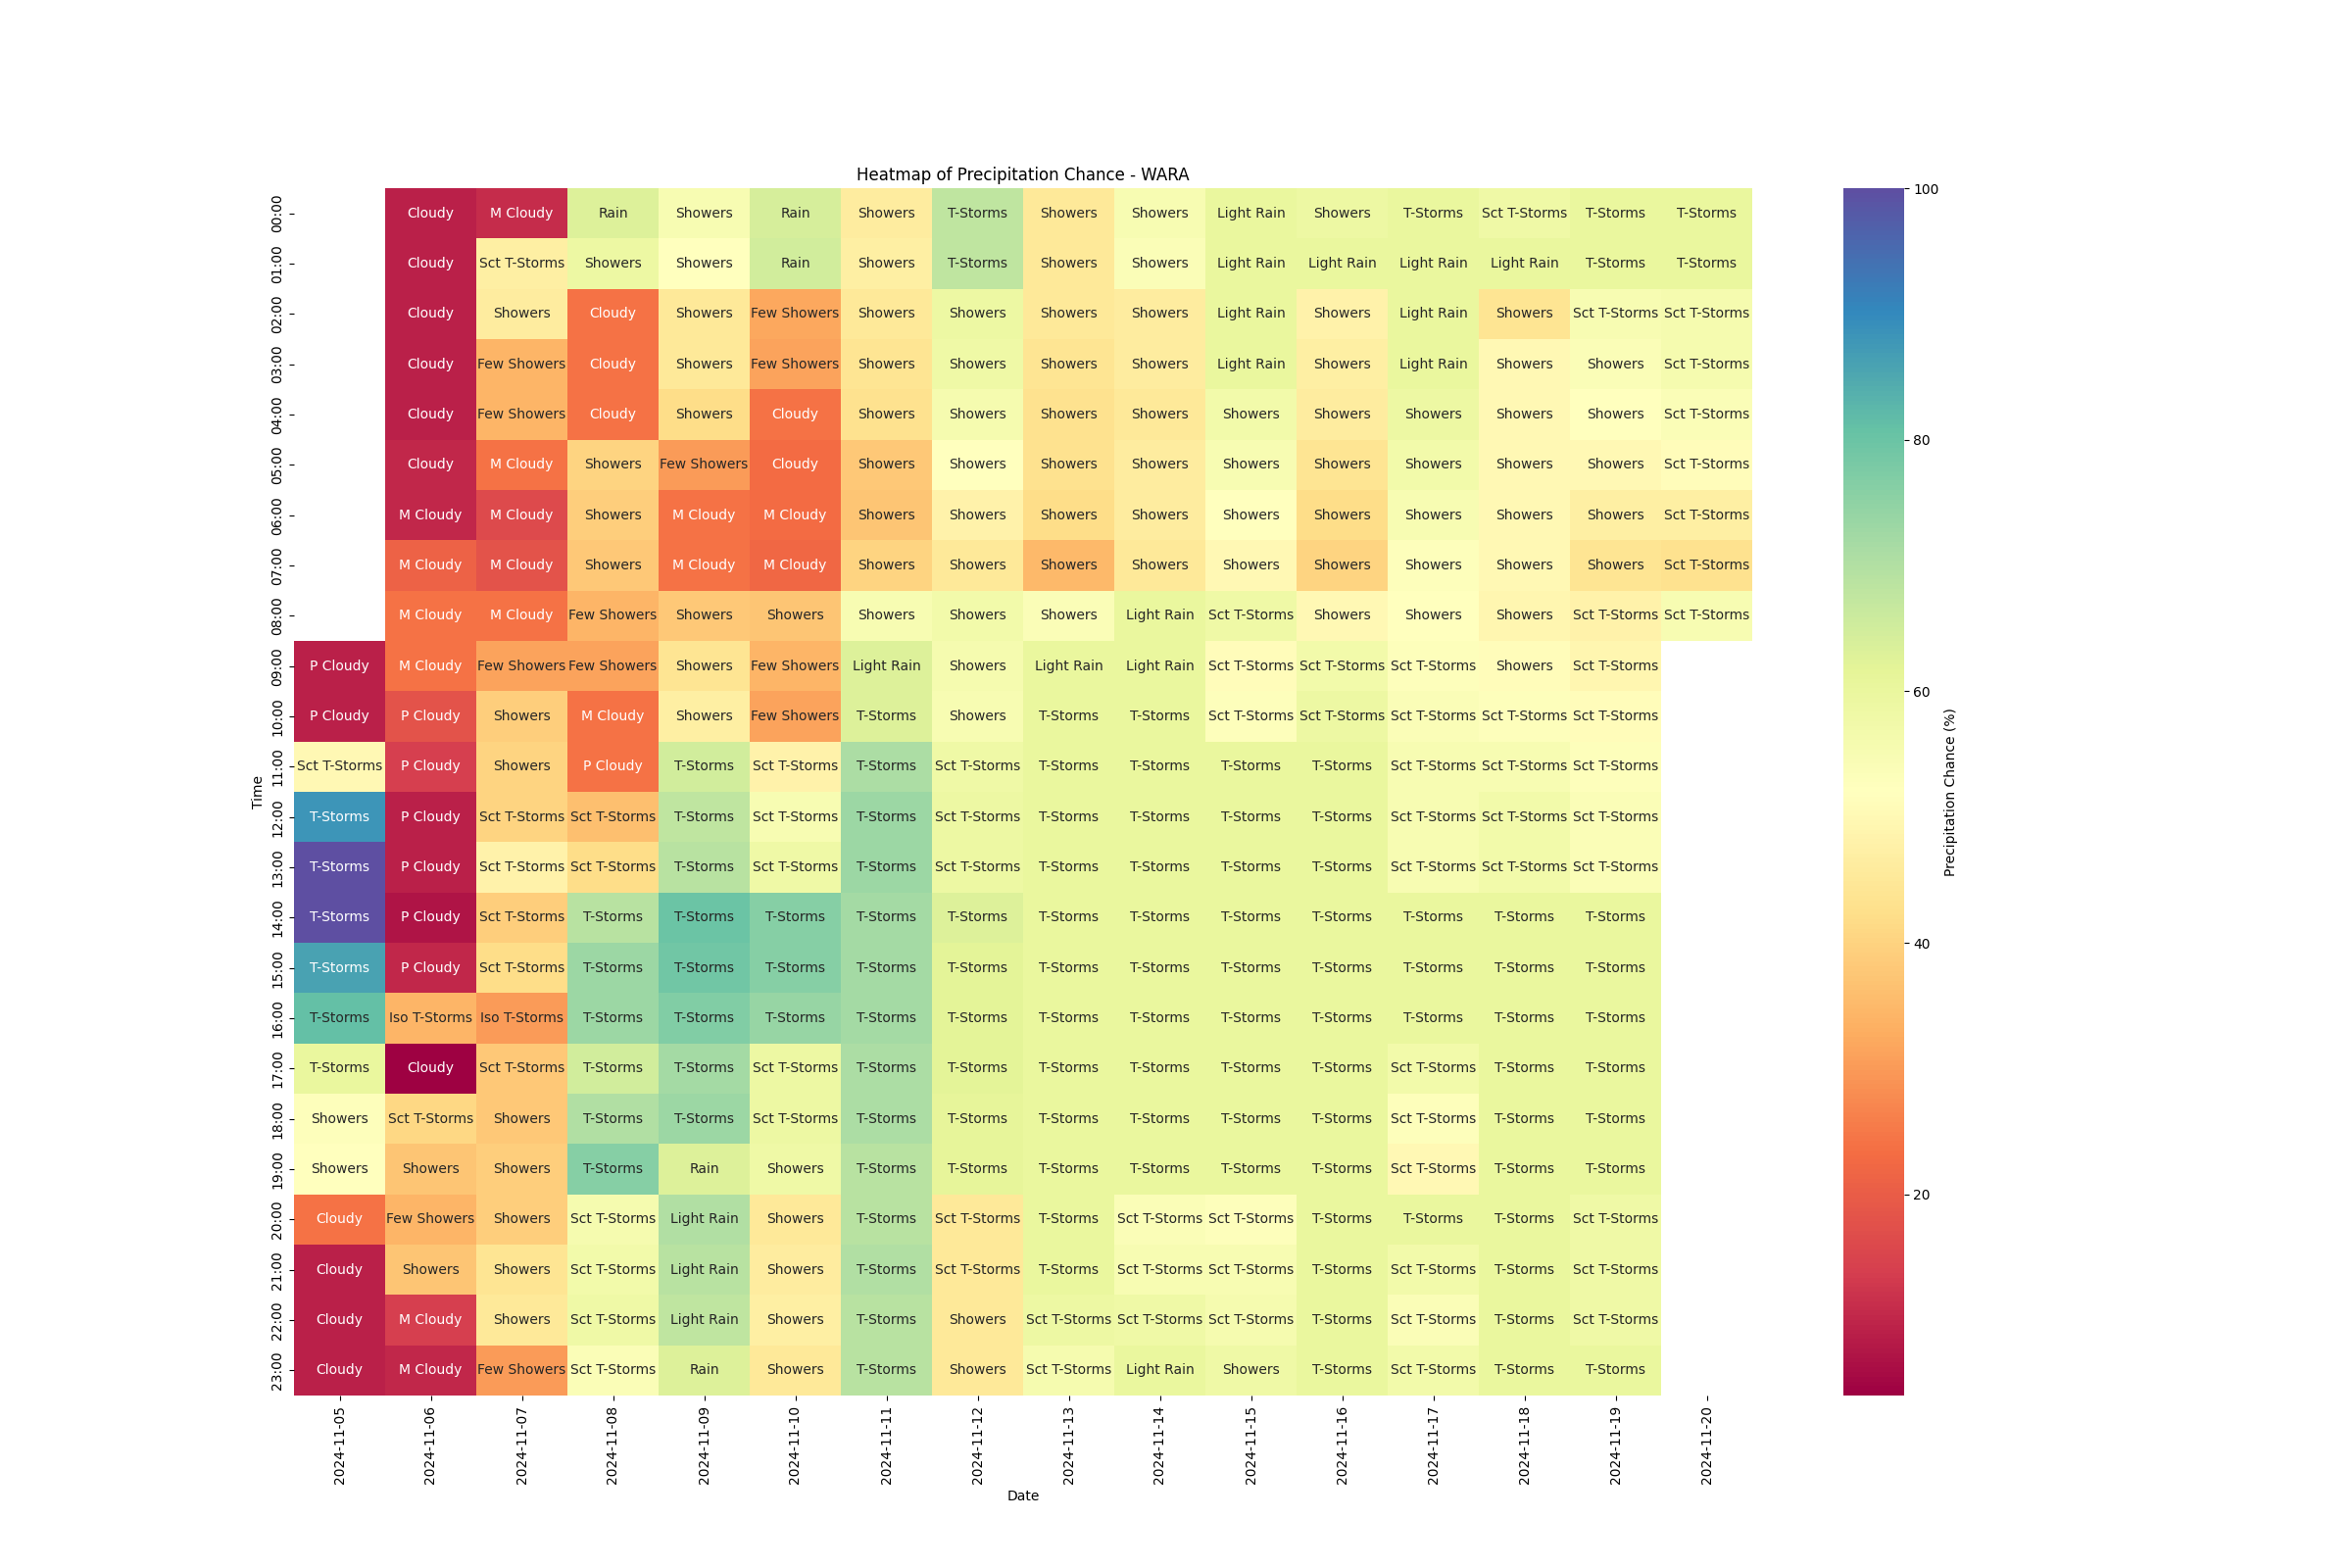 Heatmap of Precipitation Chance - WARA
00:00 Cloudy M Cloudy Rain Showers Rain Showers T-Storms Showers Showers Light Rain Showers T-Storms Sct T-Storms T-Storms T-Storms 100
01:00 Cloudy Sct T-Storms Showers Showers Rain Showers T-Storms Showers Showers Light Rain Light Rain Light Rain Light Rain T-Storms T-Storms
02:00 Cloudy Showers Cloudy Showers Few Showers Showers Showers Showers Showers Light Rain Showers Light Rain Showers Sct T-Storms Sct T-Storms
03:00 Cloudy Few Showers Cloudy Showers Few Showers Showers Showers Showers Showers Light Rain Showers Light Rain Showers Showers Sct T-Storms
04:00 Cloudy Few Showers Cloudy Showers Cloudy Showers Showers Showers Showers Showers Showers Showers Showers Showers Sct T-Storms
80
05:00 Cloudy M Cloudy Showers Few Showers Cloudy Showers Showers Showers Showers Showers Showers Showers Showers Showers Sct T-Storms
06:00 M Cloudy M Cloudy Showers M Cloudy M Cloudy Showers Showers Showers Showers Showers Showers Showers Showers Showers Sct T-Storms
07:00 M Cloudy M Cloudy Showers M Cloudy M Cloudy Showers Showers Showers Showers Showers Showers Showers Showers Showers Sct T-Storms
08:00 M Cloudy M Cloudy Few Showers Showers Showers Showers Showers Showers Light Rain Sct T-Storms Showers Showers Showers Sct T-Storms Sct T-Storms
09:00 P Cloudy M Cloudy Few Showers Few Showers Showers Few Showers Light Rain Showers Light Rain Light Rain Sct T-Storms Sct T-Storms Sct T-Storms Showers Sct T-Storms
60
10:00 P Cloudy P Cloudy Showers M Cloudy Showers Few Showers T-Storms Showers T-Storms T-Storms Sct T-Storms Sct T-Storms Sct T-Storms Sct T-Storms Sct T-Storms
11:00 Sct T-Storms P Cloudy Showers P Cloudy T-Storms Sct T-Storms T-Storms Sct T-Storms T-Storms T-Storms T-Storms T-Storms Sct T-Storms Sct T-Storms Sct T-Storms
Time
Precipitation Chance (%)
12:00 T-Storms P Cloudy Sct T-Storms Sct T-Storms T-Storms Sct T-Storms T-Storms Sct T-Storms T-Storms T-Storms T-Storms T-Storms Sct T-Storms Sct T-Storms Sct T-Storms
13:00 T-Storms P Cloudy Sct T-Storms Sct T-Storms T-Storms Sct T-Storms T-Storms Sct T-Storms T-Storms T-Storms T-Storms T-Storms Sct T-Storms Sct T-Storms Sct T-Storms
14:00 T-Storms P Cloudy Sct T-Storms T-Storms T-Storms T-Storms T-Storms T-Storms T-Storms T-Storms T-Storms T-Storms T-Storms T-Storms T-Storms
40
15:00 T-Storms P Cloudy Sct T-Storms T-Storms T-Storms T-Storms T-Storms T-Storms T-Storms T-Storms T-Storms T-Storms T-Storms T-Storms T-Storms
16:00 T-Storms Iso T-Storms Iso T-Storms T-Storms T-Storms T-Storms T-Storms T-Storms T-Storms T-Storms T-Storms T-Storms T-Storms T-Storms T-Storms
17:00 T-Storms Cloudy Sct T-Storms T-Storms T-Storms Sct T-Storms T-Storms T-Storms T-Storms T-Storms T-Storms T-Storms Sct T-Storms T-Storms T-Storms
18:00 Showers Sct T-Storms Showers T-Storms T-Storms Sct T-Storms T-Storms T-Storms T-Storms T-Storms T-Storms T-Storms Sct T-Storms T-Storms T-Storms
19:00 Showers Showers Showers T-Storms Rain Showers T-Storms T-Storms T-Storms T-Storms T-Storms T-Storms Sct T-Storms T-Storms T-Storms
20
20:00 Cloudy Few Showers Showers Sct T-Storms Light Rain Showers T-Storms Sct T-Storms T-Storms Sct T-Storms Sct T-Storms T-Storms T-Storms T-Storms Sct T-Storms
21:00 Cloudy Showers Showers Sct T-Storms Light Rain Showers T-Storms Sct T-Storms T-Storms Sct T-Storms Sct T-Storms T-Storms Sct T-Storms T-Storms Sct T-Storms
22:00 Cloudy M Cloudy Showers Sct T-Storms Light Rain Showers T-Storms Showers Sct T-Storms Sct T-Storms Sct T-Storms T-Storms Sct T-Storms T-Storms Sct T-Storms
23:00 Cloudy M Cloudy Few Showers Sct T-Storms Rain Showers T-Storms Showers Sct T-Storms Light Rain Showers T-Storms Sct T-Storms T-Storms T-Storms
2024-11-05 2024-11-06 2024-11-07 2024-11-08 2024-11-09 2024-11-10 2024-11-11 2024-11-12 2024-11-13 2024-11-14 2024-11-15 2024-11-16 2024-11-17 2024-11-18 2024-11-19 2024-11-20
Date